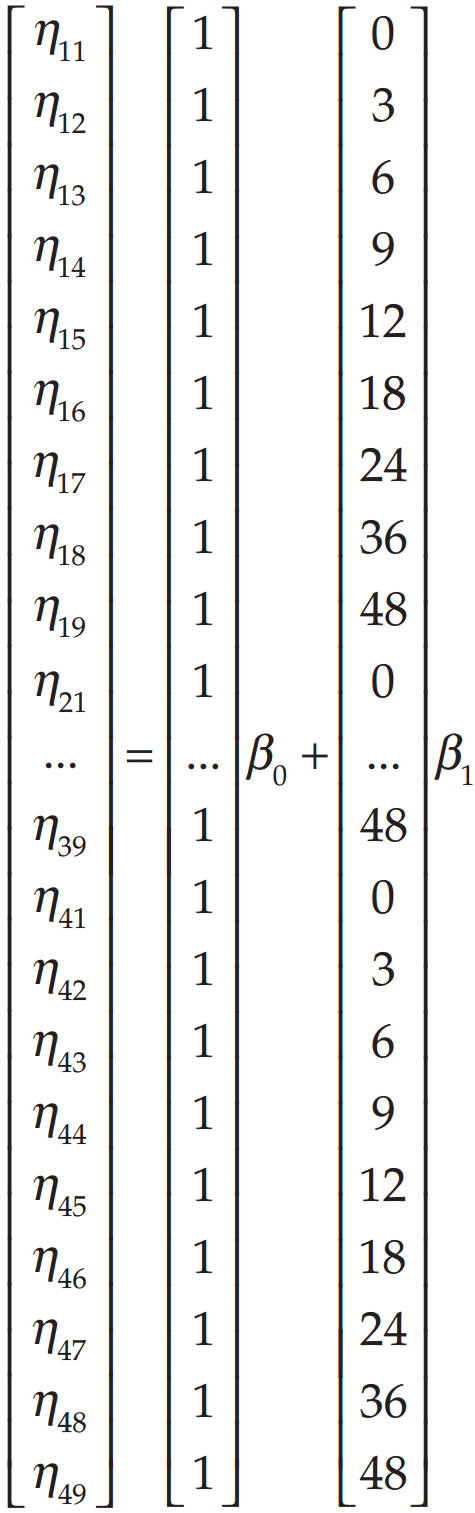 η₁₁ 1 0
η₁₂ 1 3
η₁₃ 1 6
η₁₄ 1 9
η₁₅ 1 12
η₁₆ 1 18
η₁₇ 1 24
η₁₈ 1 36
η₁₉ 1 48
η₂₁ 1 0
... = ... β₀ + ... β₁
η₃₉ 1 48
η₄₁ 1 0
η₄₂ 1 3
η₄₃ 1 6
η₄₄ 1 9
η₄₅ 1 12
η₄₆ 1 18
η₄₇ 1 24
η₄₈ 1 36
η₄₉ 1 48